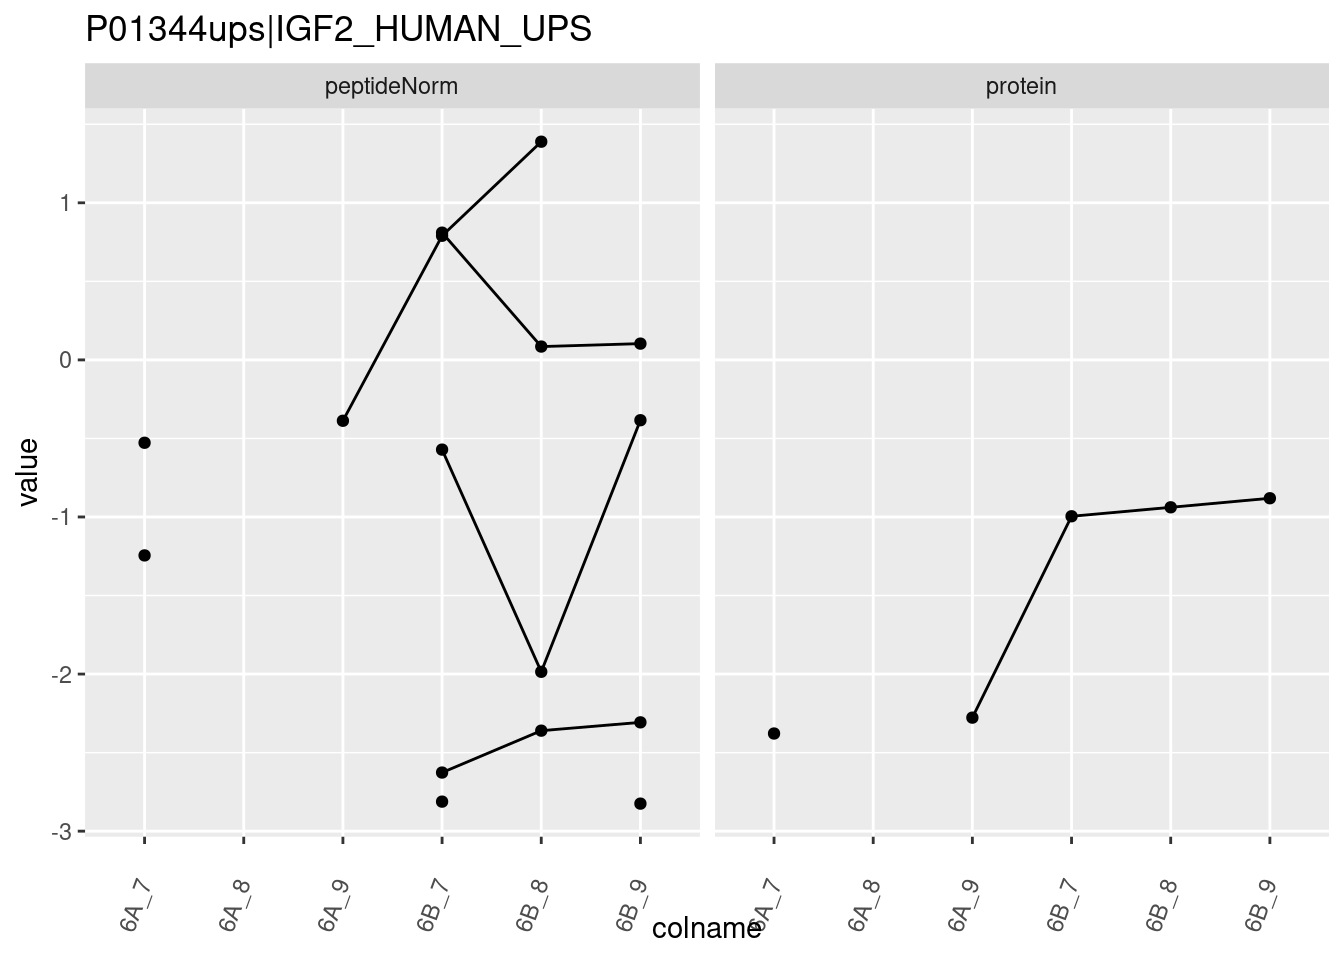 P01344ups|IGF2_HUMAN_UPS
peptideNorm
protein
value
1
0
-1
-2
-3
6A_7
6A_8
6A_9
6B_7
6B_8
6B_9
6A_7
6A_8
6A_9
6B_7
6B_8
6B_9
colname